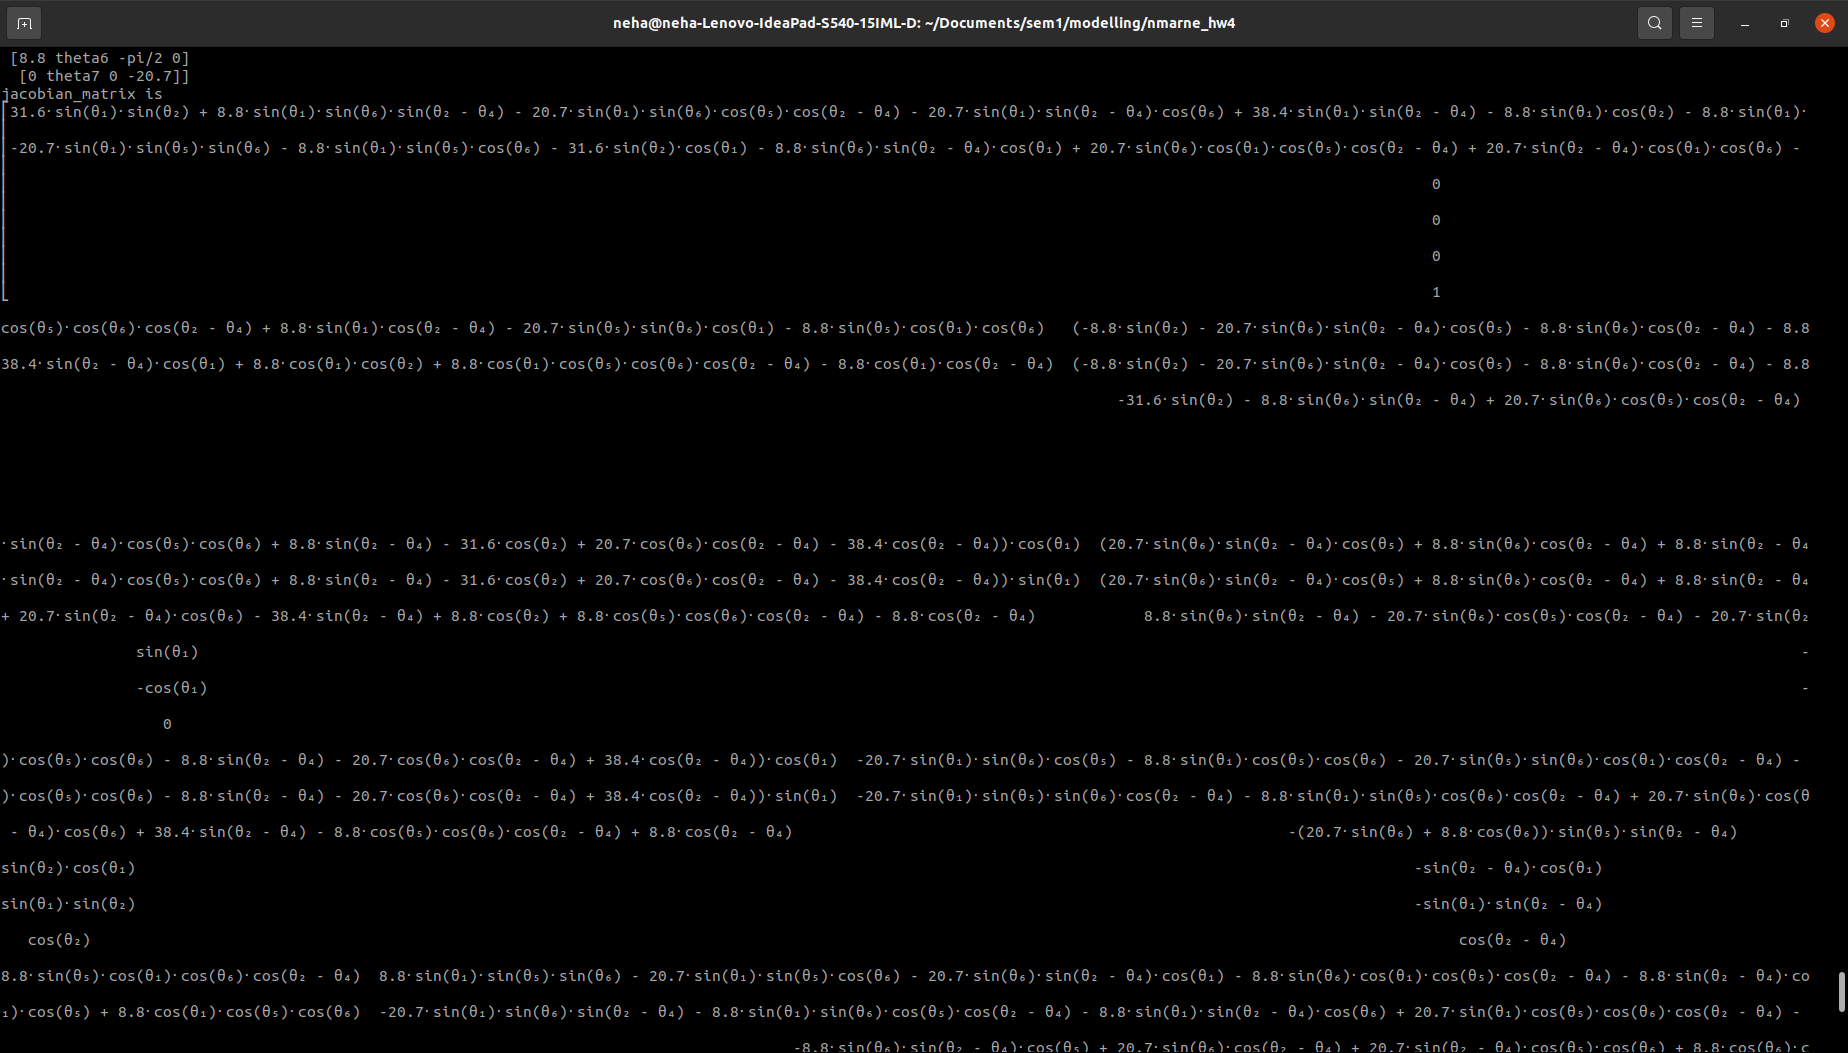 neha@neha-Lenovo-IdeaPad-S540-15IML-D: ~/Documents/sem1/modelling/nmarne_hw4
[8.8 theta6 -pi/2 0]
[0 theta7 0 -20.7]]
jacobian_matrix is
31.6⋅sin(θ₁)⋅sin(θ₂) + 8.8⋅sin(θ₁)⋅sin(θ₆)⋅sin(θ₂ - θ₄) - 20.7⋅sin(θ₁)⋅sin(θ₆)⋅cos(θ₅)⋅cos(θ₂ - θ₄) - 20.7⋅sin(θ₁)⋅sin(θ₂ - θ₄)⋅cos(θ₆) + 38.4⋅sin(θ₁)⋅sin(θ₂ - θ₄) - 8.8⋅sin(θ₁)⋅cos(θ₂) - 8.8⋅sin(θ₁)⋅
-20.7⋅sin(θ₁)⋅sin(θ₅)⋅sin(θ₆) - 8.8⋅sin(θ₁)⋅sin(θ₅)⋅cos(θ₆) - 31.6⋅sin(θ₂)⋅cos(θ₁) - 8.8⋅sin(θ₆)⋅sin(θ₂ - θ₄)⋅cos(θ₁) + 20.7⋅sin(θ₆)⋅cos(θ₁)⋅cos(θ₅)⋅cos(θ₂ - θ₄) + 20.7⋅sin(θ₂ - θ₄)⋅cos(θ₁)⋅cos(θ₆) -
0
0
0
1
cos(θ₅)⋅cos(θ₆)⋅cos(θ₂ - θ₄) + 8.8⋅sin(θ₁)⋅cos(θ₂ - θ₄) - 20.7⋅sin(θ₅)⋅sin(θ₆)⋅cos(θ₁) - 8.8⋅sin(θ₅)⋅cos(θ₁)⋅cos(θ₆) (-8.8⋅sin(θ₂) - 20.7⋅sin(θ₆)⋅sin(θ₂ - θ₄)⋅cos(θ₅) - 8.8⋅sin(θ₆)⋅cos(θ₂ - θ₄) - 8.8
38.4⋅sin(θ₂ - θ₄)⋅cos(θ₁) + 8.8⋅cos(θ₁)⋅cos(θ₂) + 8.8⋅cos(θ₁)⋅cos(θ₅)⋅cos(θ₆)⋅cos(θ₂ - θ₄) - 8.8⋅cos(θ₁)⋅cos(θ₂ - θ₄) (-8.8⋅sin(θ₂) - 20.7⋅sin(θ₆)⋅sin(θ₂ - θ₄)⋅cos(θ₅) - 8.8⋅sin(θ₆)⋅cos(θ₂ - θ₄) - 8.8
-31.6⋅sin(θ₂) - 8.8⋅sin(θ₆)⋅sin(θ₂ - θ₄) + 20.7⋅sin(θ₆)⋅cos(θ₅)⋅cos(θ₂ - θ₄)
⋅sin(θ₂ - θ₄)⋅cos(θ₅)⋅cos(θ₆) + 8.8⋅sin(θ₂ - θ₄) - 31.6⋅cos(θ₂) + 20.7⋅cos(θ₆)⋅cos(θ₂ - θ₄) - 38.4⋅cos(θ₂ - θ₄))⋅cos(θ₁) (20.7⋅sin(θ₆)⋅sin(θ₂ - θ₄)⋅cos(θ₅) + 8.8⋅sin(θ₆)⋅cos(θ₂ - θ₄) + 8.8⋅sin(θ₂ - θ₄
⋅sin(θ₂ - θ₄)⋅cos(θ₅)⋅cos(θ₆) + 8.8⋅sin(θ₂ - θ₄) - 31.6⋅cos(θ₂) + 20.7⋅cos(θ₆)⋅cos(θ₂ - θ₄) - 38.4⋅cos(θ₂ - θ₄))⋅sin(θ₁) (20.7⋅sin(θ₆)⋅sin(θ₂ - θ₄)⋅cos(θ₅) + 8.8⋅sin(θ₆)⋅cos(θ₂ - θ₄) + 8.8⋅sin(θ₂ - θ₄
+ 20.7⋅sin(θ₂ - θ₄)⋅cos(θ₆) - 38.4⋅sin(θ₂ - θ₄) + 8.8⋅cos(θ₂) + 8.8⋅cos(θ₅)⋅cos(θ₆)⋅cos(θ₂ - θ₄) - 8.8⋅cos(θ₂ - θ₄) 8.8⋅sin(θ₆)⋅sin(θ₂ - θ₄) - 20.7⋅sin(θ₆)⋅cos(θ₅)⋅cos(θ₂ - θ₄) - 20.7⋅sin(θ₂
sin(θ₁) -
-cos(θ₁) -
0
)⋅cos(θ₅)⋅cos(θ₆) - 8.8⋅sin(θ₂ - θ₄) - 20.7⋅cos(θ₆)⋅cos(θ₂ - θ₄) + 38.4⋅cos(θ₂ - θ₄))⋅cos(θ₁) -20.7⋅sin(θ₁)⋅sin(θ₆)⋅cos(θ₅) - 8.8⋅sin(θ₁)⋅cos(θ₅)⋅cos(θ₆) - 20.7⋅sin(θ₅)⋅sin(θ₆)⋅cos(θ₁)⋅cos(θ₂ - θ₄) -
)⋅cos(θ₅)⋅cos(θ₆) - 8.8⋅sin(θ₂ - θ₄) - 20.7⋅cos(θ₆)⋅cos(θ₂ - θ₄) + 38.4⋅cos(θ₂ - θ₄))⋅sin(θ₁) -20.7⋅sin(θ₁)⋅sin(θ₅)⋅sin(θ₆)⋅cos(θ₂ - θ₄) - 8.8⋅sin(θ₁)⋅sin(θ₅)⋅cos(θ₆)⋅cos(θ₂ - θ₄) + 20.7⋅sin(θ₆)⋅cos(θ
- θ₄)⋅cos(θ₆) + 38.4⋅sin(θ₂ - θ₄) - 8.8⋅cos(θ₅)⋅cos(θ₆)⋅cos(θ₂ - θ₄) + 8.8⋅cos(θ₂ - θ₄) -(20.7⋅sin(θ₆) + 8.8⋅cos(θ₆))⋅sin(θ₅)⋅sin(θ₂ - θ₄)
sin(θ₂)⋅cos(θ₁) -sin(θ₂ - θ₄)⋅cos(θ₁)
sin(θ₁)⋅sin(θ₂) -sin(θ₁)⋅sin(θ₂ - θ₄)
cos(θ₂) cos(θ₂ - θ₄)
8.8⋅sin(θ₅)⋅cos(θ₁)⋅cos(θ₆)⋅cos(θ₂ - θ₄) 8.8⋅sin(θ₁)⋅sin(θ₅)⋅sin(θ₆) - 20.7⋅sin(θ₁)⋅sin(θ₅)⋅cos(θ₆) - 20.7⋅sin(θ₆)⋅sin(θ₂ - θ₄)⋅cos(θ₁) - 8.8⋅sin(θ₆)⋅cos(θ₁)⋅cos(θ₅)⋅cos(θ₂ - θ₄) - 8.8⋅sin(θ₂ - θ₄)⋅co
₁)⋅cos(θ₅) + 8.8⋅cos(θ₁)⋅cos(θ₅)⋅cos(θ₆) -20.7⋅sin(θ₁)⋅sin(θ₆)⋅sin(θ₂ - θ₄) - 8.8⋅sin(θ₁)⋅sin(θ₆)⋅cos(θ₅)⋅cos(θ₂ - θ₄) - 8.8⋅sin(θ₁)⋅sin(θ₂ - θ₄)⋅cos(θ₆) + 20.7⋅sin(θ₁)⋅cos(θ₅)⋅cos(θ₆)⋅cos(θ₂ - θ₄) -
-8.8⋅sin(θ₆)⋅sin(θ₂ - θ₄)⋅cos(θ₅) + 20.7⋅sin(θ₆)⋅cos(θ₂ - θ₄) + 20.7⋅sin(θ₂ - θ₄)⋅cos(θ₅)⋅cos(θ₆) + 8.8⋅cos(θ₆)⋅c